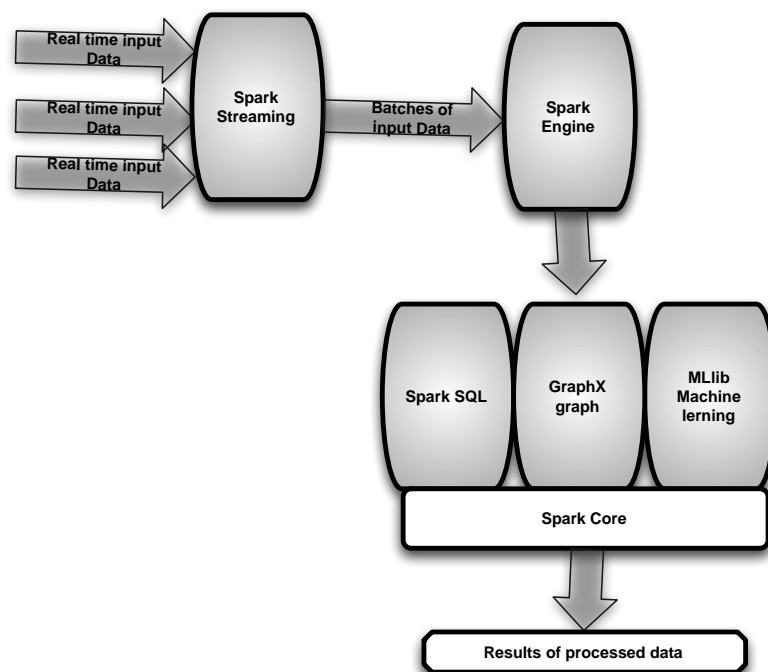 Real time input
Data
Real time input
Data
Real time input
Data
Spark
Streaming
Batches of
input Data
Spark
Engine
Spark SQL
GraphX
graph
MLlib
Machine
lerning
Spark Core
Results of processed data